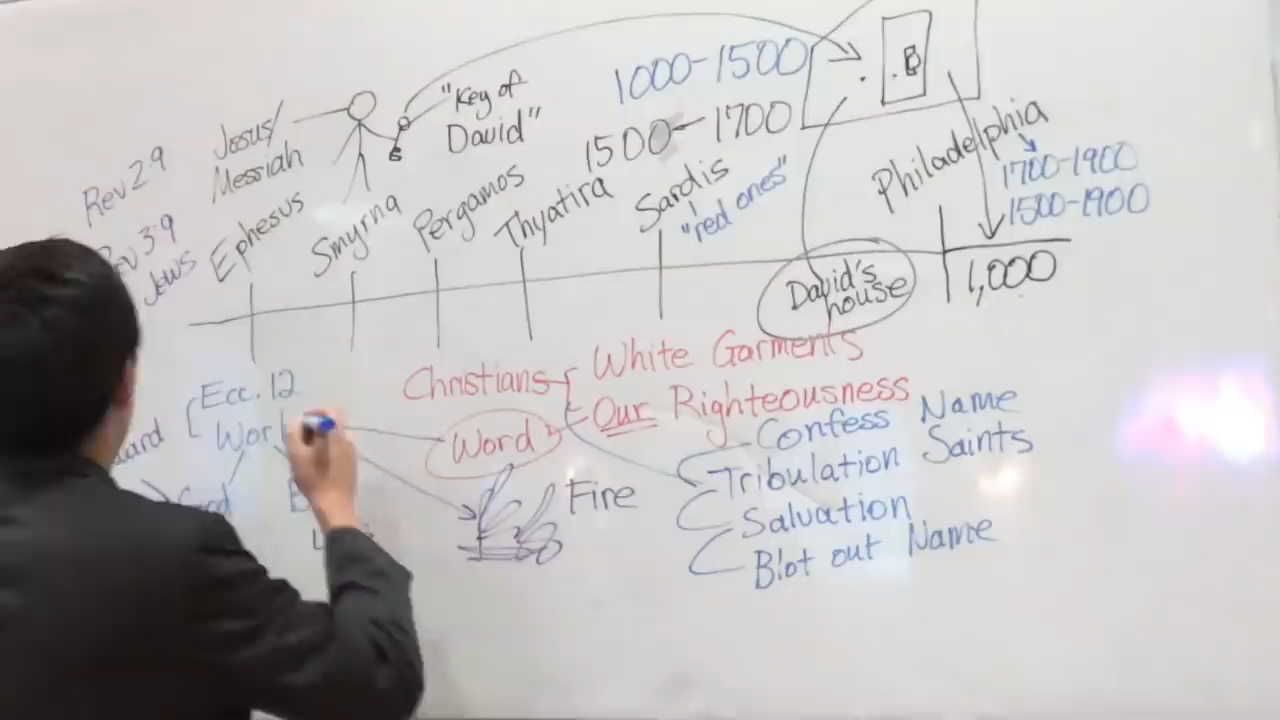 Rev 2:9
Rev 3:9
Jews
Jesus/
Messiah
"Key of
David"
1000-1500
1500-1700
Ephesus
Smyrna
Pergamos
Thyatira
Sardis
"red ones"
Philadelphia
1700-1900
1500-1900
David's
house
1,000
Ecc. 12
Christians
White Garments
Our Righteousness
Word
Fire
Confess Name
Tribulation Saints
Salvation
Blot out Name
God